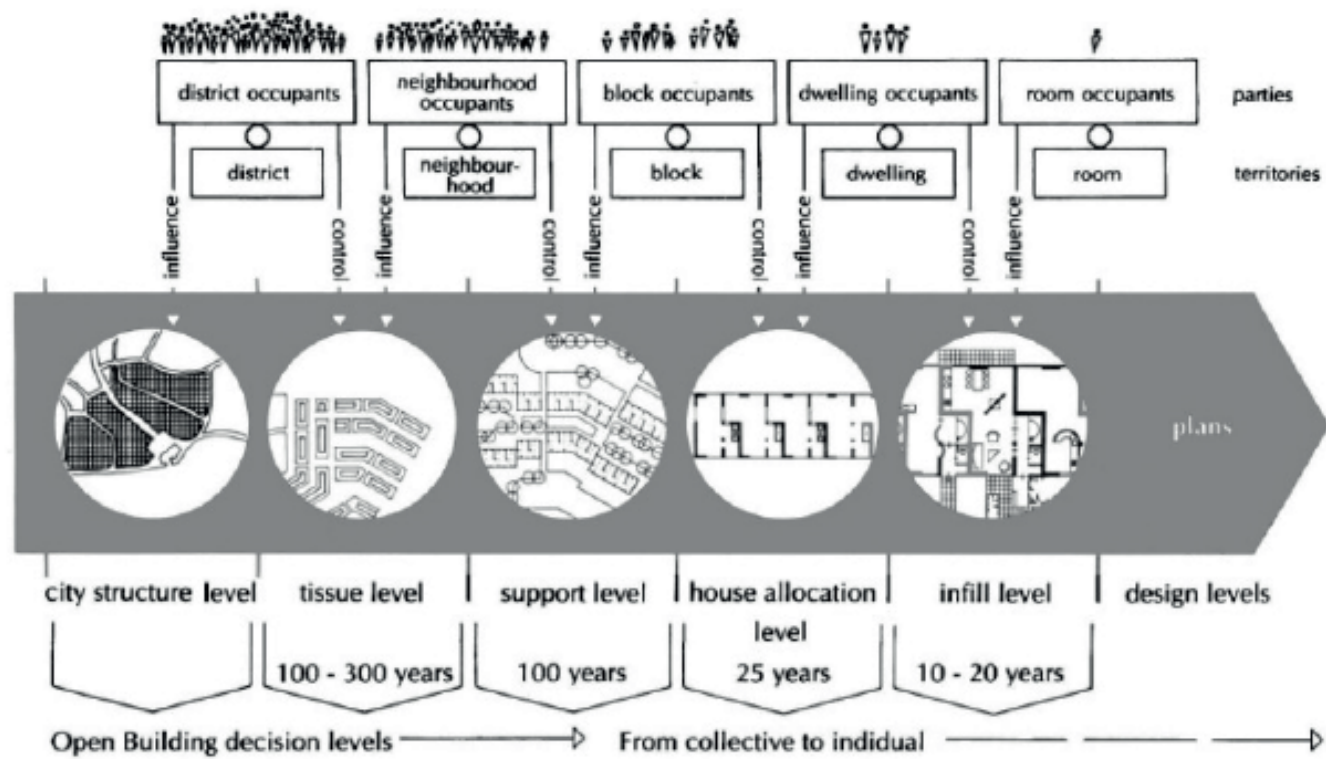 district occupants
neighbourhood
occupants
block occupants
dwelling occupants
room occupants
parties
district
neighbour-
hood
block
dwelling
room
territories
influence
control
influence
control
influence
control
influence
control
influence
plans
city structure level
tissue level
support level
house allocation
level
infill level
design levels
100 - 300 years
100 years
25 years
10 - 20 years
Open Building decision levels
From collective to indidual